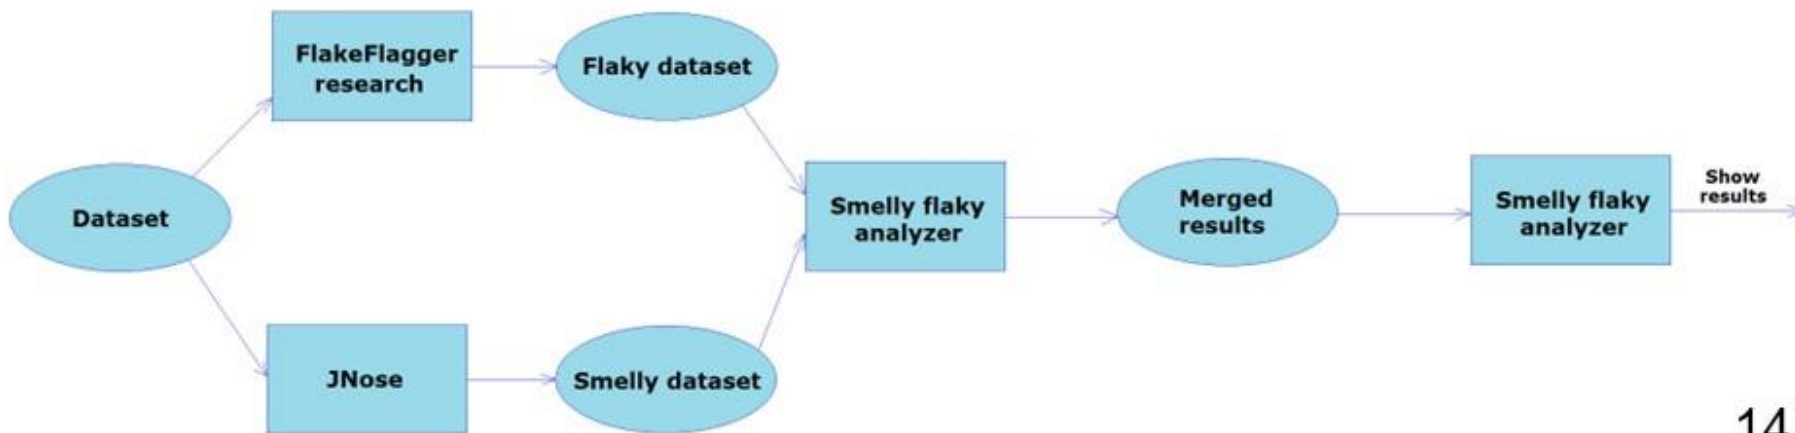 FlakeFlagger
research
Flaky dataset
Dataset
JNose
Smelly dataset
Smelly flaky
analyzer
Merged
results
Smelly flaky
analyzer
Show
results
14